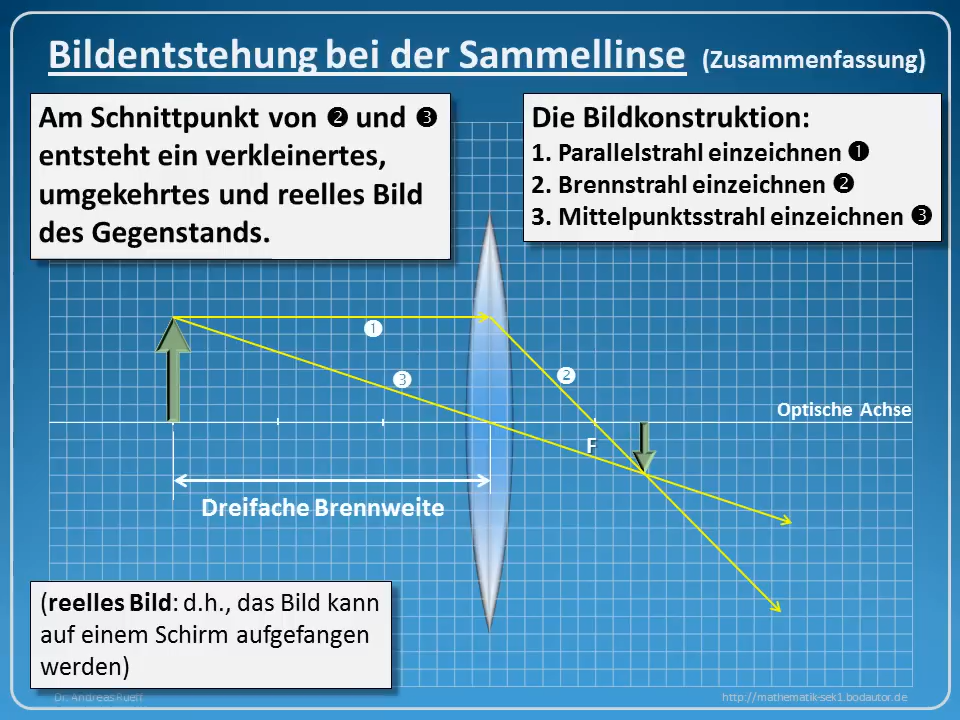 Bildentstehung bei der Sammellinse (Zusammenfassung)
Am Schnittpunkt von ❷ und ❸
entsteht ein verkleinertes,
umgekehrtes und reelles Bild
des Gegenstands.
Die Bildkonstruktion:
1. Parallelstrahl einzeichnen ❶
2. Brennstrahl einzeichnen ❷
3. Mittelpunktsstrahl einzeichnen ❸
❶
❸
❷
Optische Achse
F
Dreifache Brennweite
(reelles Bild: d.h., das Bild kann
auf einem Schirm aufgefangen
werden)
Dr. Andreas Rueff
http://mathematik-sek1.bodautor.de